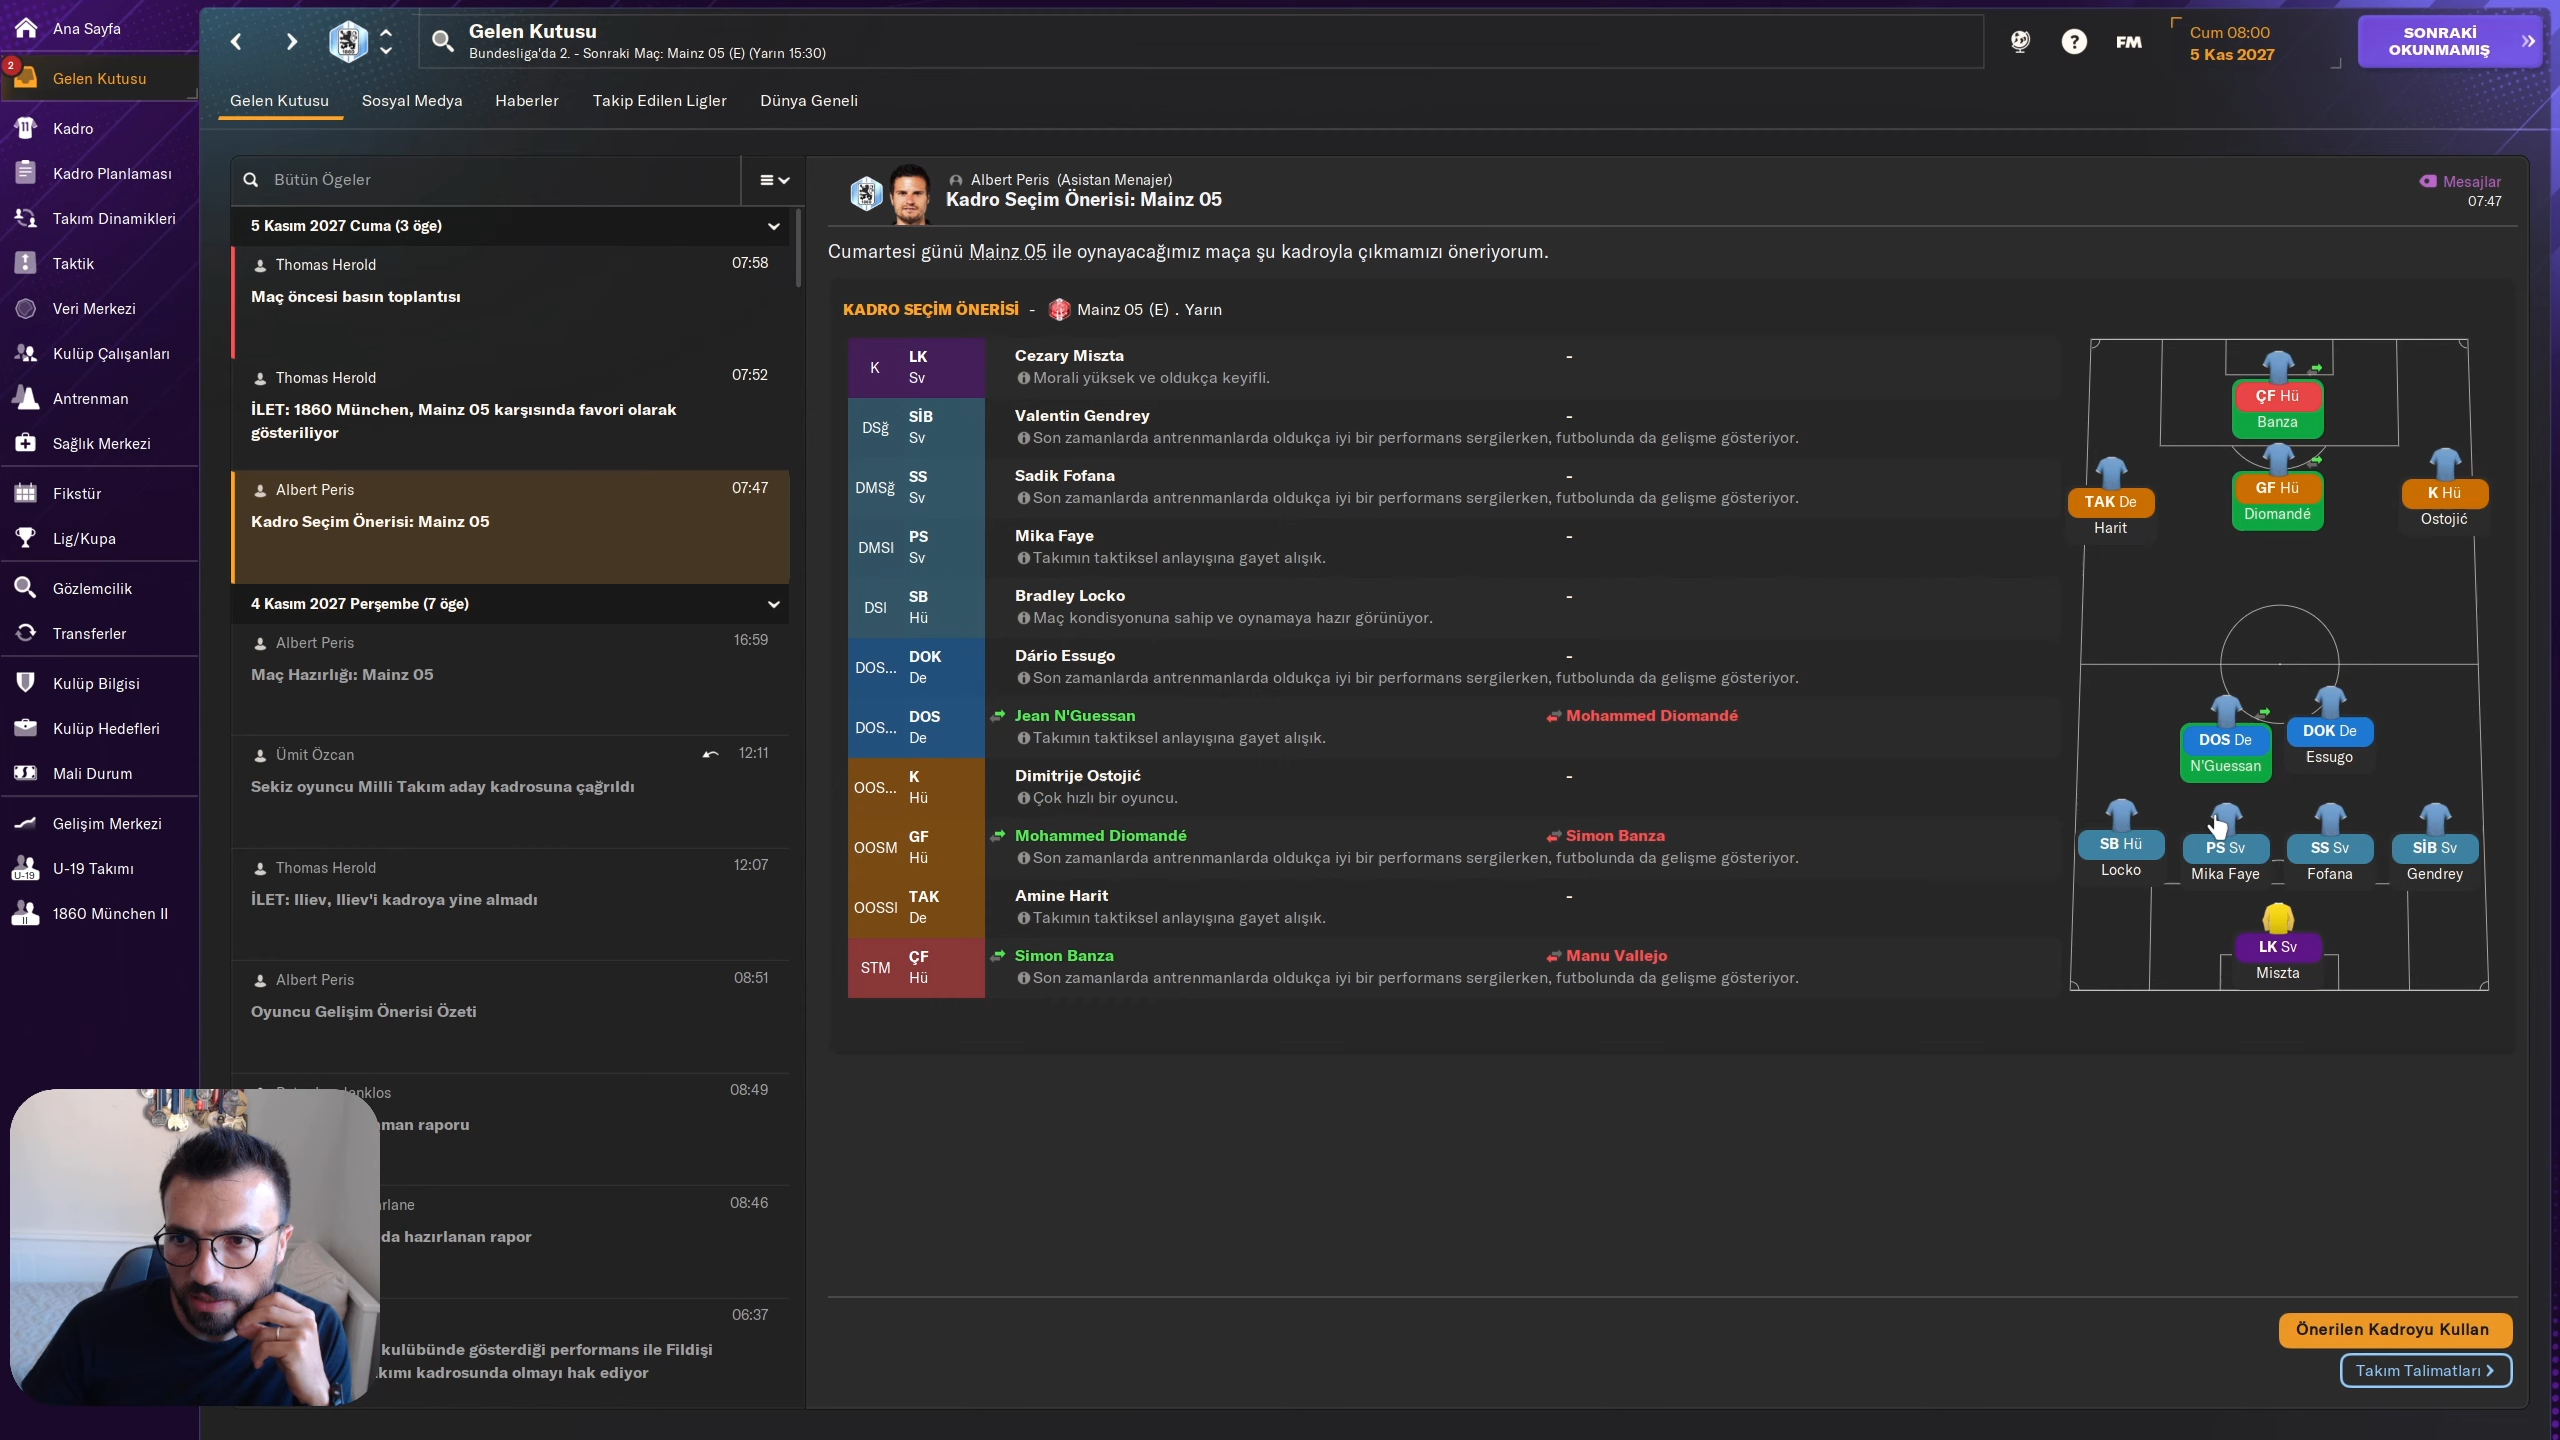 Ana Sayfa
2
Gelen Kutusu
Kadro
Kadro Planlaması
Takım Dinamikleri
Taktik
Veri Merkezi
Kulüp Çalışanları
Antrenman
Sağlık Merkezi
Fikstür
Lig/Kupa
Gözlemcilik
Transferler
Kulüp Bilgisi
Kulüp Hedefleri
Mali Durum
Gelişim Merkezi
U-19 Takımı
1860 München II
Gelen Kutusu
Bundesliga'da 2. - Sonraki Maç: Mainz 05 (E) (Yarın 15:30)
FM
Cum 08:00
5 Kas 2027
SONRAKİ
OKUNMAMIŞ
Gelen Kutusu Sosyal Medya Haberler Takip Edilen Ligler Dünya Geneli
Bütün Ögeler
5 Kasım 2027 Cuma (3 öge)
Thomas Herold 07:58
Maç öncesi basın toplantısı
Thomas Herold 07:52
İLET: 1860 München, Mainz 05 karşısında favori olarak
gösteriliyor
Albert Peris 07:47
Kadro Seçim Önerisi: Mainz 05
4 Kasım 2027 Perşembe (7 öge)
Albert Peris 16:59
Maç Hazırlığı: Mainz 05
Ümit Özcan 12:11
Sekiz oyuncu Milli Takım aday kadrosuna çağrıldı
Thomas Herold 12:07
İLET: Iliev, Iliev'i kadroya yine almadı
Albert Peris 08:51
Oyuncu Gelişim Önerisi Özeti
08:49
raporu
08:46
da hazırlanan rapor
06:37
kulübünde gösterdiği performans ile Fildişi
kadrosunda olmayı hak ediyor
Albert Peris (Asistan Menajer)
Kadro Seçim Önerisi: Mainz 05
Mesajlar
07:47
Cumartesi günü Mainz 05 ile oynayacağımız maça şu kadroyla çıkmamızı öneriyorum.
KADRO SEÇİM ÖNERİSİ - Mainz 05 (E) . Yarın
K LK Sv Cezary Miszta -
Morali yüksek ve oldukça keyifli.
DSğ SİB Sv Valentin Gendrey -
Son zamanlarda antrenmanlarda oldukça iyi bir performans sergilerken, futbolunda da gelişme gösteriyor.
DMSğ SS Sv Sadik Fofana -
Son zamanlarda antrenmanlarda oldukça iyi bir performans sergilerken, futbolunda da gelişme gösteriyor.
DMSl PS Sv Mika Faye -
Takımın taktiksel anlayışına gayet alışık.
DSl SB Hü Bradley Locko -
Maç kondisyonuna sahip ve oynamaya hazır görünüyor.
DOS... DOK De Dário Essugo -
Son zamanlarda antrenmanlarda oldukça iyi bir performans sergilerken, futbolunda da gelişme gösteriyor.
DOS... DOS De Jean N'Guessan Mohammed Diomandé
Takımın taktiksel anlayışına gayet alışık.
OOS... K Hü Dimitrije Ostojić -
Çok hızlı bir oyuncu.
OOSM GF Hü Mohammed Diomandé Simon Banza
Son zamanlarda antrenmanlarda oldukça iyi bir performans sergilerken, futbolunda da gelişme gösteriyor.
OOSSl TAK De Amine Harit -
Takımın taktiksel anlayışına gayet alışık.
STM ÇF Hü Simon Banza Manu Vallejo
Son zamanlarda antrenmanlarda oldukça iyi bir performans sergilerken, futbolunda da gelişme gösteriyor.
ÇF Hü
Banza
TAK De
Harit
GF Hü
Diomandé
K Hü
Ostojić
DOS De
N'Guessan
DOK De
Essugo
SB Hü
Locko
PS Sv
Mika Faye
SS Sv
Fofana
SİB Sv
Gendrey
LK Sv
Miszta
Önerilen Kadroyu Kullan
Takım Talimatları